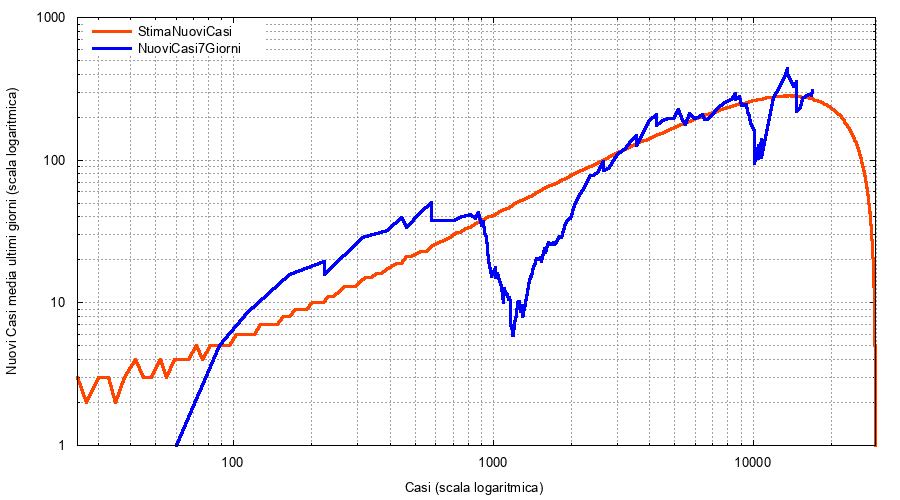 1000
StimaNuoviCasi
NuoviCasi7Giorni
100
10
1
Nuovi Casi media ultimi giorni (scala logaritmica)
100
1000
10000
Casi (scala logaritmica)